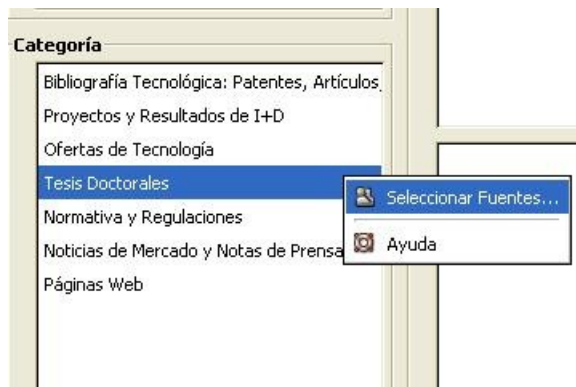 Categoría
Bibliografía Tecnológica: Patentes, Artículos,
Proyectos y Resultados de I+D
Ofertas de Tecnología
Tesis Doctorales
Seleccionar Fuentes...
Normativa y Regulaciones
Noticias de Mercado y Notas de Prensa
Ayuda
Páginas Web